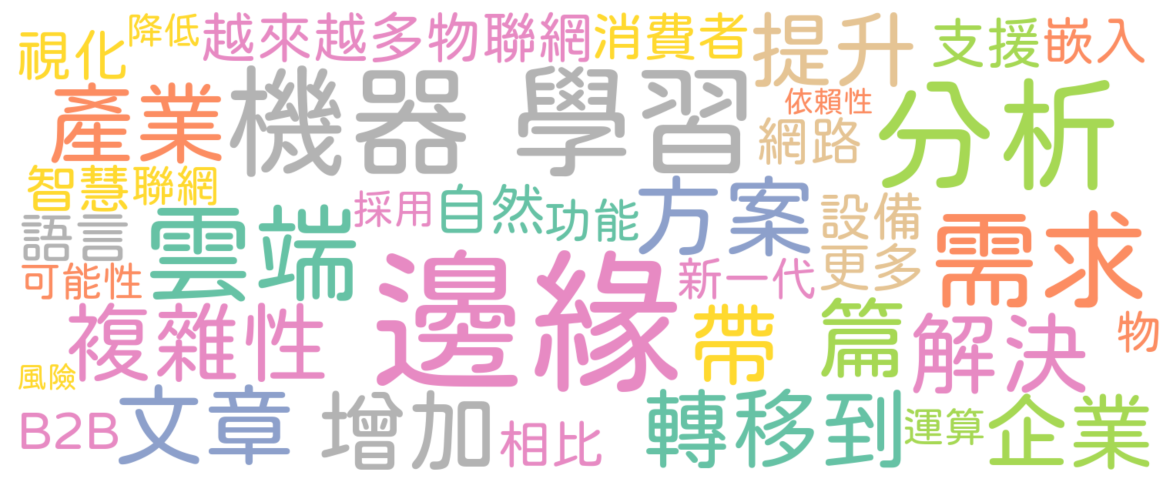 視化 降低 越來越多 物聯網 消費者 提升 支援 嵌入
產業 機器 學習 依賴性 網路 分析
智慧 聯網 採用 自然 功能 方案 設備 需求
語言 雲端 更多
可能性 邊緣 新一代
複雜性 帶 篇 解決 物
風險
B2B 文章 增加 相比 轉移到 運算 企業